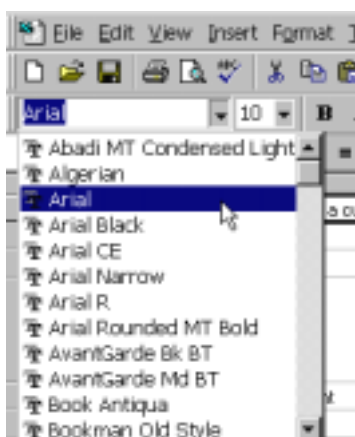 File Edit View Insert Format
Arial 10 B
Abadi MT Condensed Light
Algerian
Arial
Arial Black
Arial CE
Arial Narrow
Arial R
Arial Rounded MT Bold
AvantGarde Bk BT
AvantGarde Md BT
Book Antiqua
Bookman Old Style